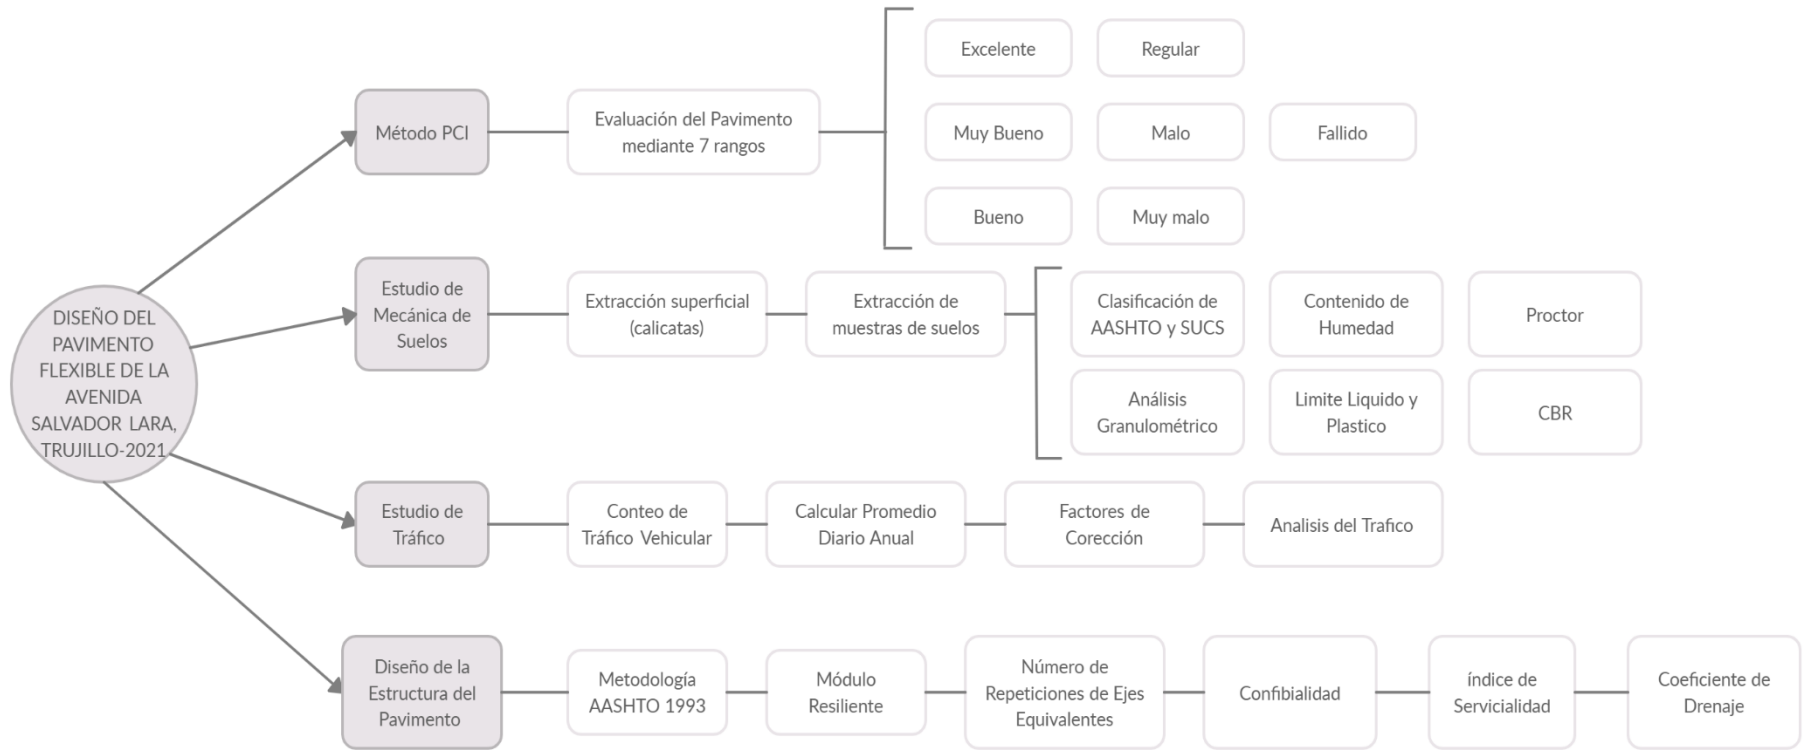 DISEÑO DEL
PAVIMENTO
FLEXIBLE DE LA
AVENIDA
SALVADOR LARA,
TRUJILLO-2021
Método PCI
Evaluación del Pavimento
mediante 7 rangos
Excelente
Regular
Muy Bueno
Malo
Fallido
Bueno
Muy malo
Estudio de
Mecánica de
Suelos
Extracción superficial
(calicatas)
Extracción de
muestras de suelos
Clasificación de
AASHTO y SUCS
Contenido de
Humedad
Proctor
Análisis
Granulométrico
Limite Liquido y
Plastico
CBR
Estudio de
Tráfico
Conteo de
Tráfico Vehicular
Calcular Promedio
Diario Anual
Factores de
Corección
Analisis del Trafico
Diseño de la
Estructura del
Pavimento
Metodología
AASHTO 1993
Módulo
Resiliente
Número de
Repeticiones de Ejes
Equivalentes
Confibialidad
índice de
Servicialidad
Coeficiente de
Drenaje